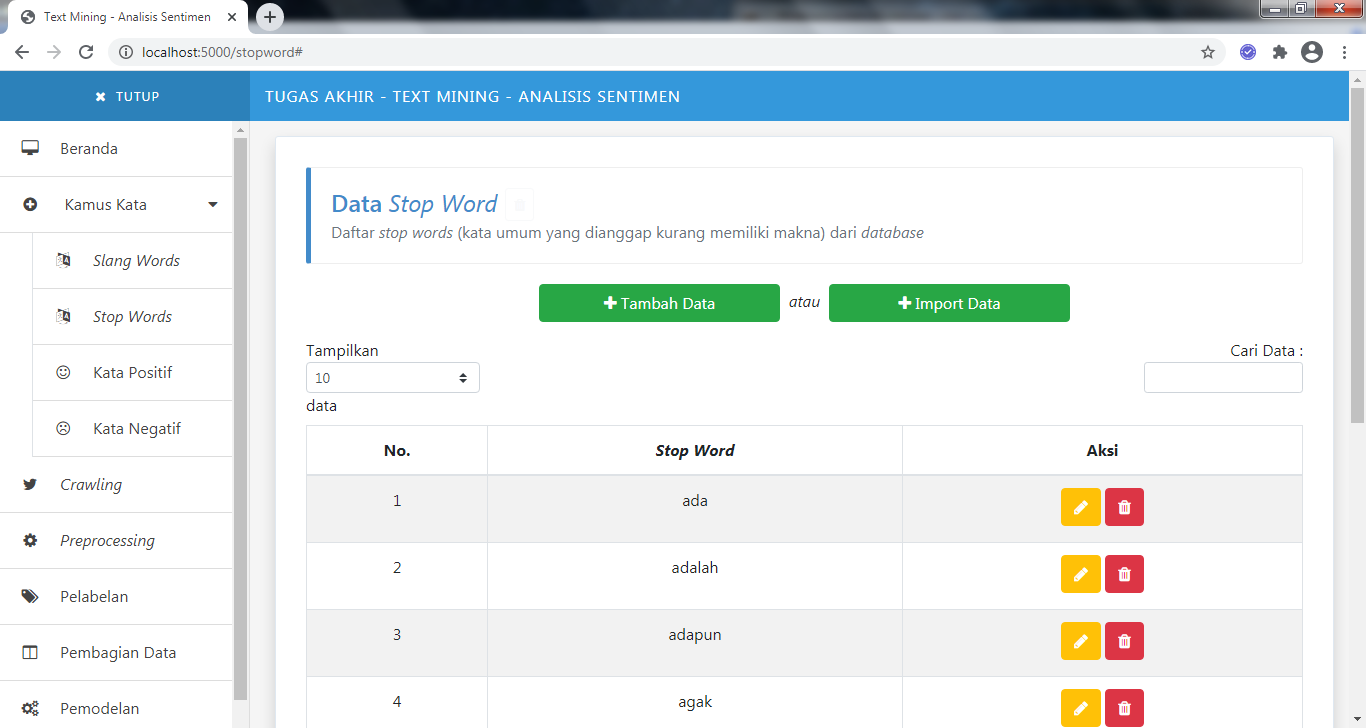 Text Mining - Analisis Sentimen
localhost:5000/stopword#
TUTUP
TUGAS AKHIR - TEXT MINING - ANALISIS SENTIMEN
Beranda
Kamus Kata
Slang Words
Stop Words
Kata Positif
Kata Negatif
Crawling
Preprocessing
Pelabelan
Pembagian Data
Pemodelan
Data Stop Word
Daftar stop words (kata umum yang dianggap kurang memiliki makna) dari database
Tambah Data atau Import Data
Tampilkan
10
data
Cari Data :
No. Stop Word Aksi
1 ada
2 adalah
3 adapun
4 agak